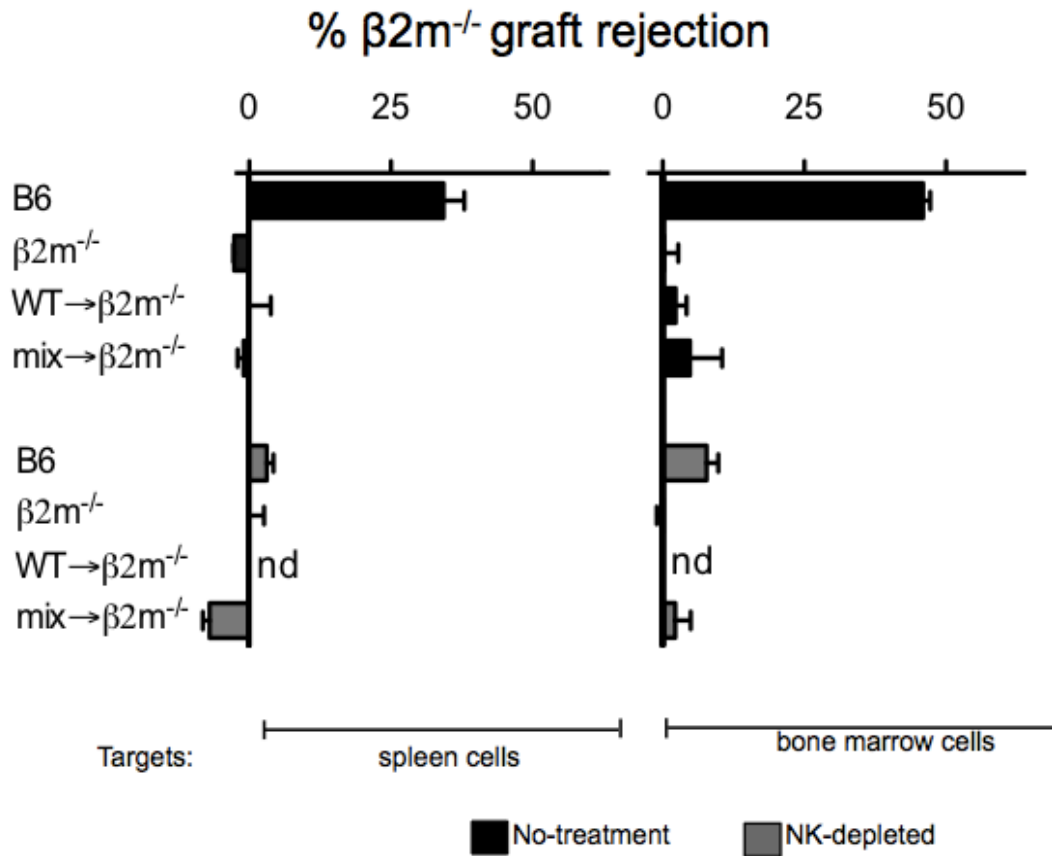 % β2m-/- graft rejection
0 25 50 0 25 50
B6
β2m-/-
WT→β2m-/-
mix→β2m-/-
B6
β2m-/-
WT→β2m-/- nd nd
mix→β2m-/-
Targets: spleen cells bone marrow cells
No-treatment NK-depleted